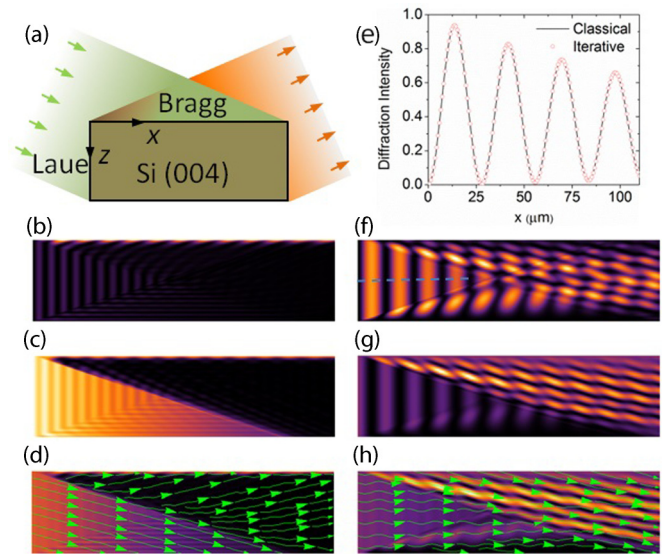 (a)
Bragg
x
Laue
z
Si (004)
(e)
1.0
0.8
0.6
0.4
0.2
0.0
Diffraction Intensity
Classical
Iterative
0 25 50 75 100
x (μm)
(b)
(f)
(c)
(g)
(d)
(h)